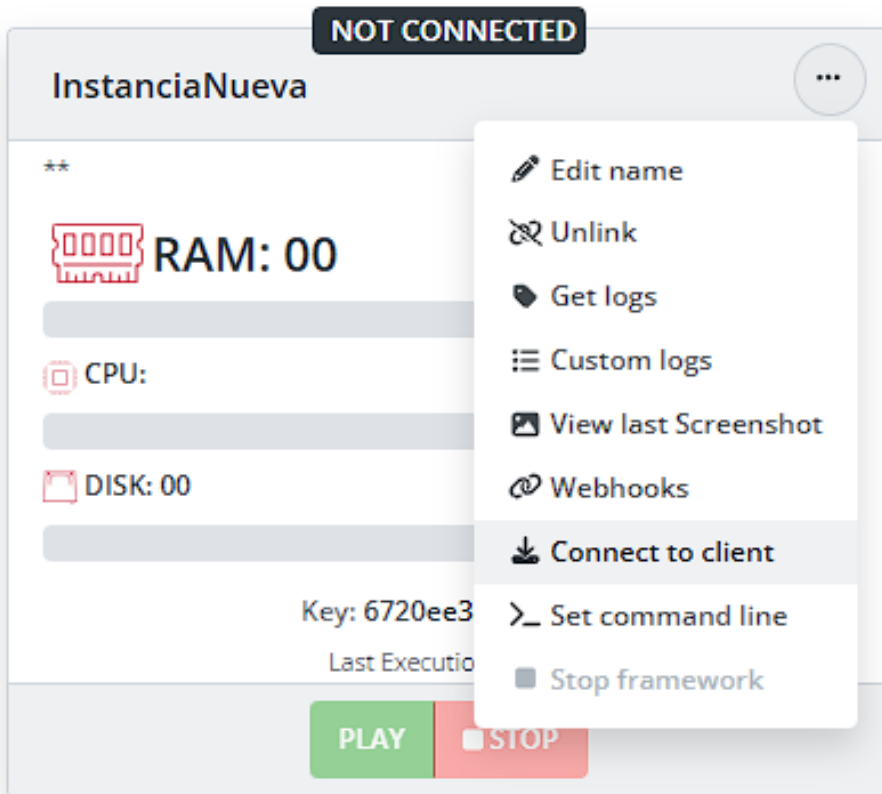 NOT CONNECTED
InstanciaNueva
**
RAM: 00
CPU:
DISK: 00
Key: 6720ee3
Last Executio
PLAY
STOP
Edit name
Unlink
Get logs
Custom logs
View last Screenshot
Webhooks
Connect to client
Set command line
Stop framework